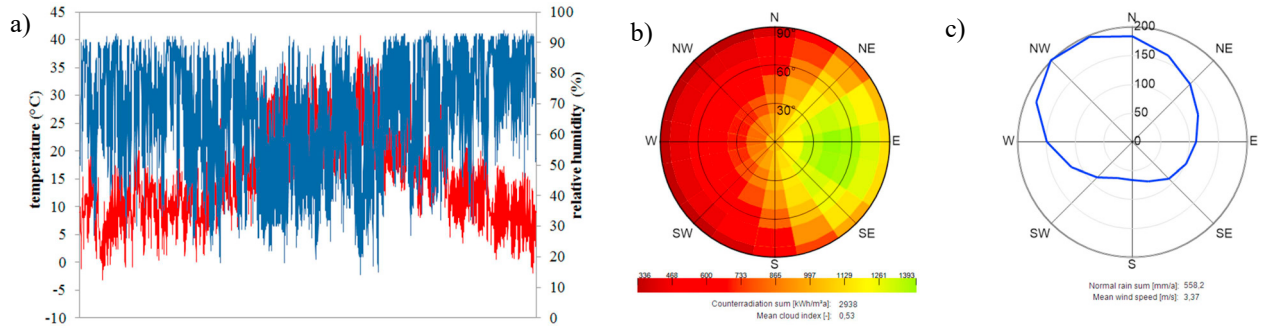 a)
45
40
35
30
25
20
15
10
5
0
-5
-10
temperature (°C)
100
90
80
70
60
50
40
30
20
10
0
relative humidity (%)
b)
N
NW
NE
W
E
SW
SE
S
90°
60°
30°
336 468 600 733 865 997 1129 1261 1393
Counterradiation sum [kWh/m²a]: 2938
Mean cloud index [-]: 0,53
c)
N
NW
NE
W
E
SW
SE
S
200
150
100
50
0
Normal rain sum [mm/a]: 558,2
Mean wind speed [m/s]: 3,37